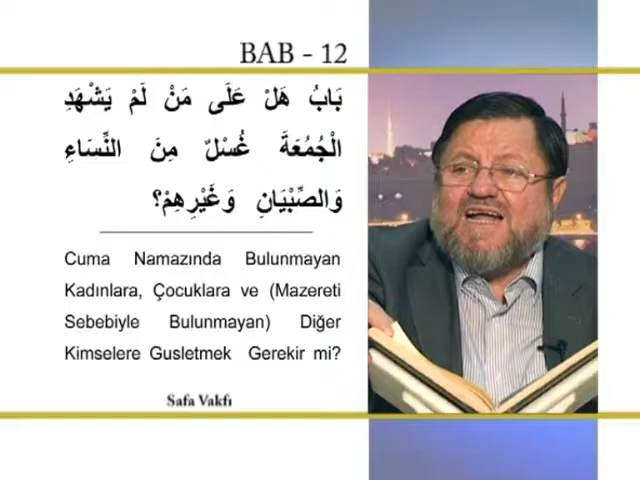 BAB - 12
بَابُ هَلْ عَلَى مَنْ لَمْ يَشْهَدِ
الْجُمُعَةَ غُسْلٌ مِنَ النِّسَاءِ
وَالصِّبْيَانِ وَغَيْرِهِمْ؟
Cuma Namazında Bulunmayan
Kadınlara, Çocuklara ve (Mazereti
Sebebiyle Bulunmayan) Diğer
Kimselere Gusletmek Gerekir mi?
Safa Vakfı